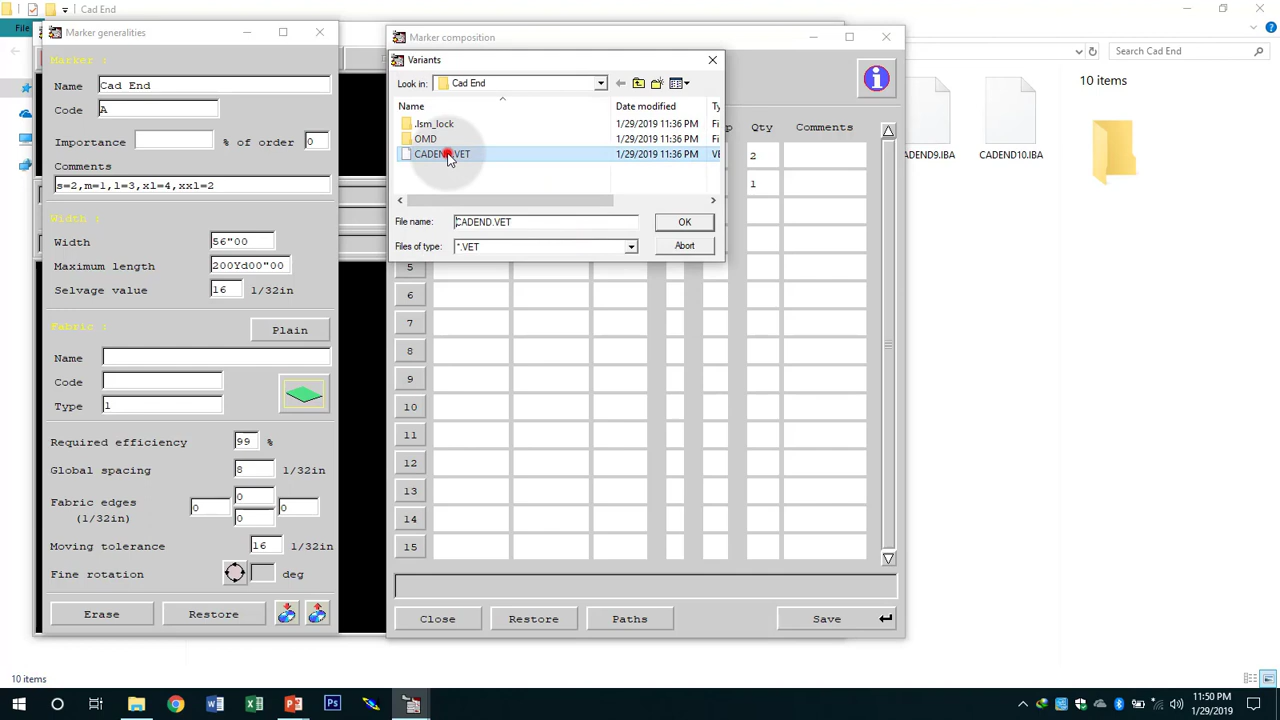 Cad End
File
Marker generalities
Marker :
Name Cad End
Code A
Importance % of order 0
Comments
s=2,m=1,l=3,xl=4,xxl=2
Width :
Width 56"00
Maximum length 200Yd00"00
Selvage value 16 1/32in
Fabric :
Plain
Name
Code
Type 1
Required efficiency 99 %
Global spacing 8 1/32in
Fabric edges 0 0 0
(1/32in) 0
Moving tolerance 16 1/32in
Fine rotation deg
Erase Restore
Marker composition
Variants
Look in: Cad End
Name Date modified
.lsm_lock 1/29/2019 11:36 PM
OMD 1/29/2019 11:36 PM
1/29/2019 11:36 PM
File name: CADEND.VET OK
Files of type: *.VET Abort
Qty Comments
2
1
5
6
7
8
9
10
11
12
13
14
15
Close Restore Paths Save
Search Cad End
10 items
CADEND10.IBA
10 items
11:50 PM
1/29/2019